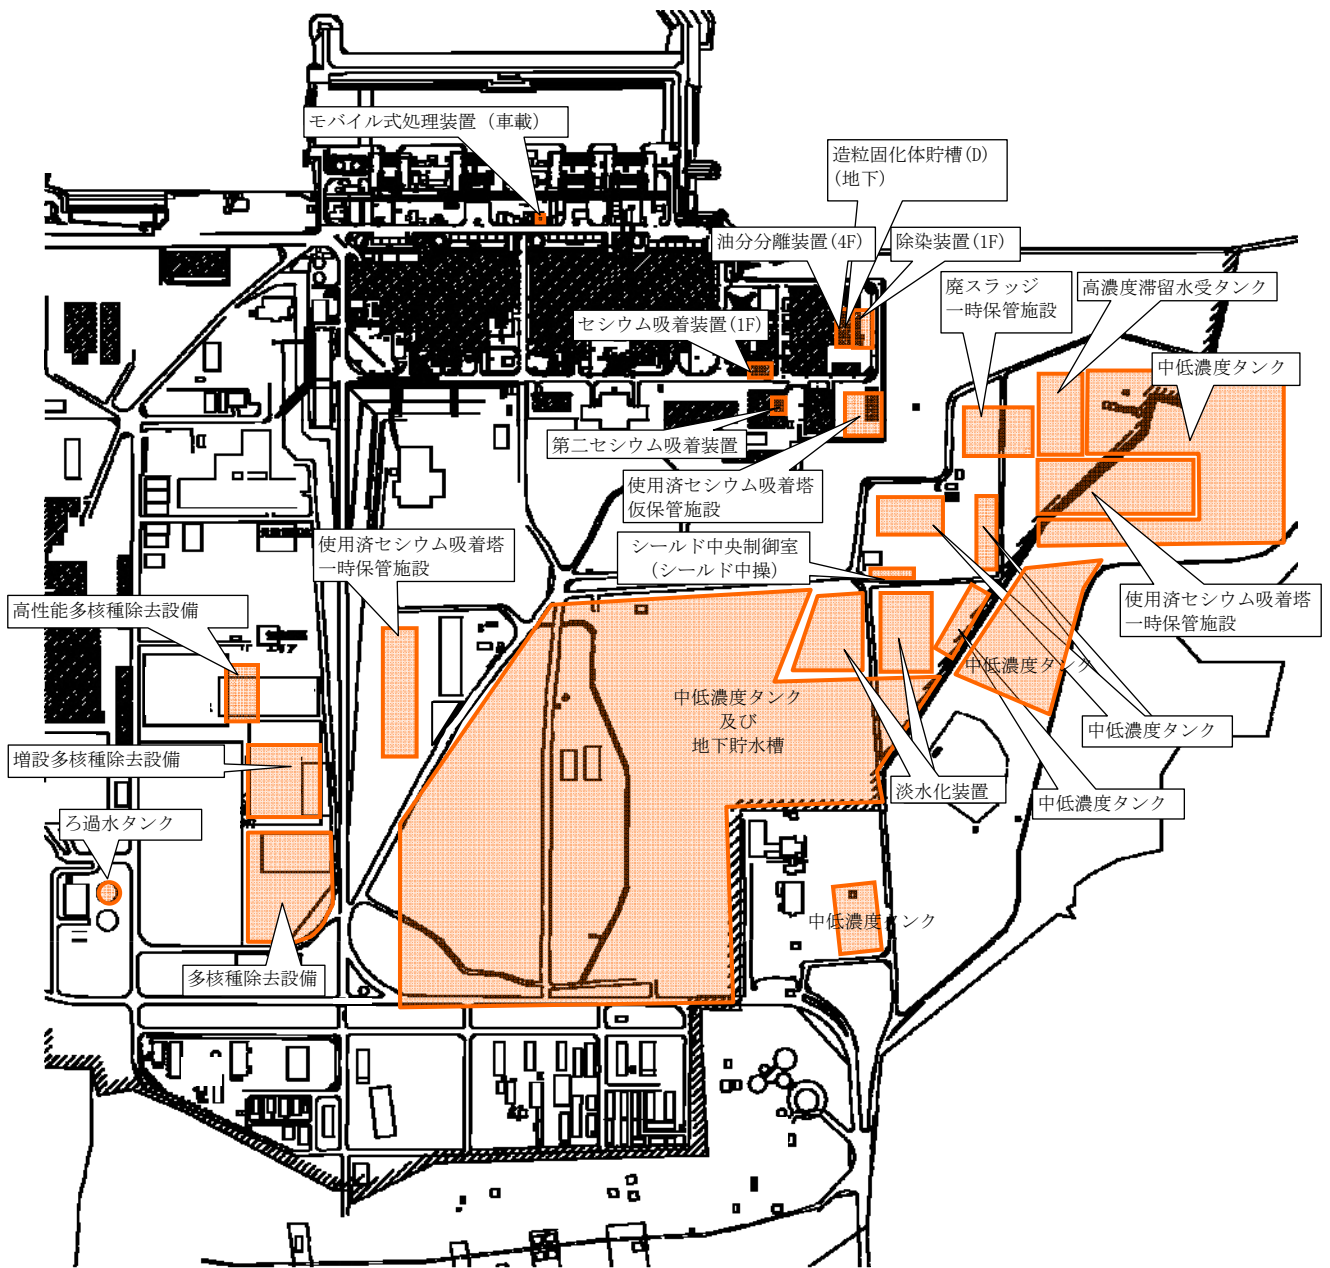 モバイル式処理装置（車載）
造粒固化体貯槽(D)
(地下)
油分分離装置(4F)
除染装置(1F)
廃スラッジ
一時保管施設
高濃度滞留水受タンク
セシウム吸着装置(1F)
中低濃度タンク
第二セシウム吸着装置
使用済セシウム吸着塔
仮保管施設
使用済セシウム吸着塔
一時保管施設
シールド中央制御室
(シールド中操)
高性能多核種除去設備
使用済セシウム吸着塔
一時保管施設
中低濃度タンク
中低濃度タンク
及び
地下貯水槽
中低濃度タンク
増設多核種除去設備
淡水化装置
中低濃度タンク
ろ過水タンク
中低濃度タンク
多核種除去設備